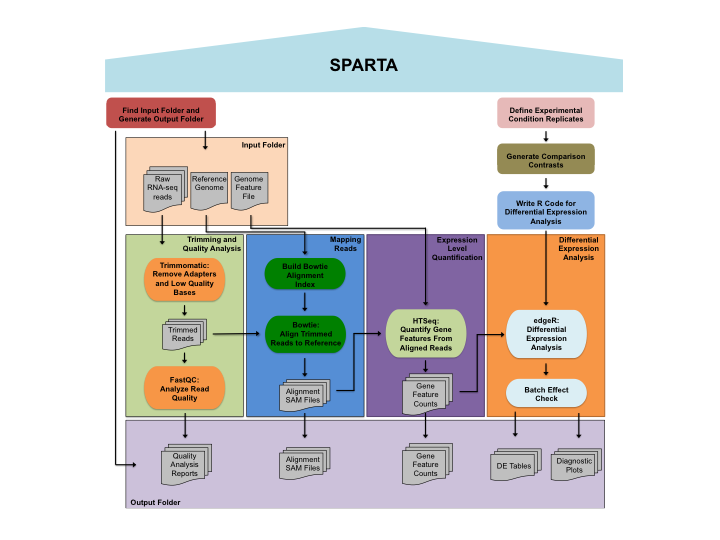 SPARTA
Find Input Folder and
Generate Output Folder
Define Experimental
Condition Replicates
Input Folder
Generate Comparison
Contrasts
Raw
RNA-seq
reads
Reference
Genome
Genome
Feature
File
Write R Code for
Differential Expression
Analysis
Trimming and
Quality Analysis
Mapping
Reads
Expression
Level
Quantification
Differential
Expression
Analysis
Trimmomatic:
Remove Adapters
and Low Quality
Bases
Build Bowtie
Alignment
Index
Trimmed
Reads
Bowtie:
Align Trimmed
Reads to Reference
HTSeq:
Quantify Gene
Features From
Aligned Reads
edgeR:
Differential
Expression
Analysis
FastQC:
Analyze Read
Quality
Alignment
SAM Files
Gene
Feature
Counts
Batch Effect
Check
Quality
Analysis
Reports
Alignment
SAM Files
Gene
Feature
Counts
DE Tables
Diagnostic
Plots
Output Folder